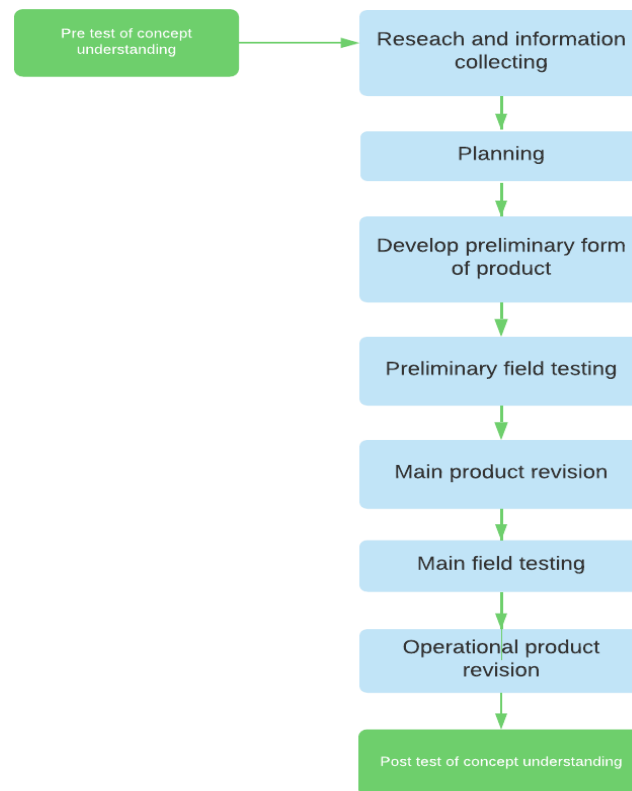 Pre test of concept
understanding
Reseach and information
collecting
Planning
Develop preliminary form
of product
Preliminary field testing
Main product revision
Main field testing
Operational product
revision
Post test of concept understanding